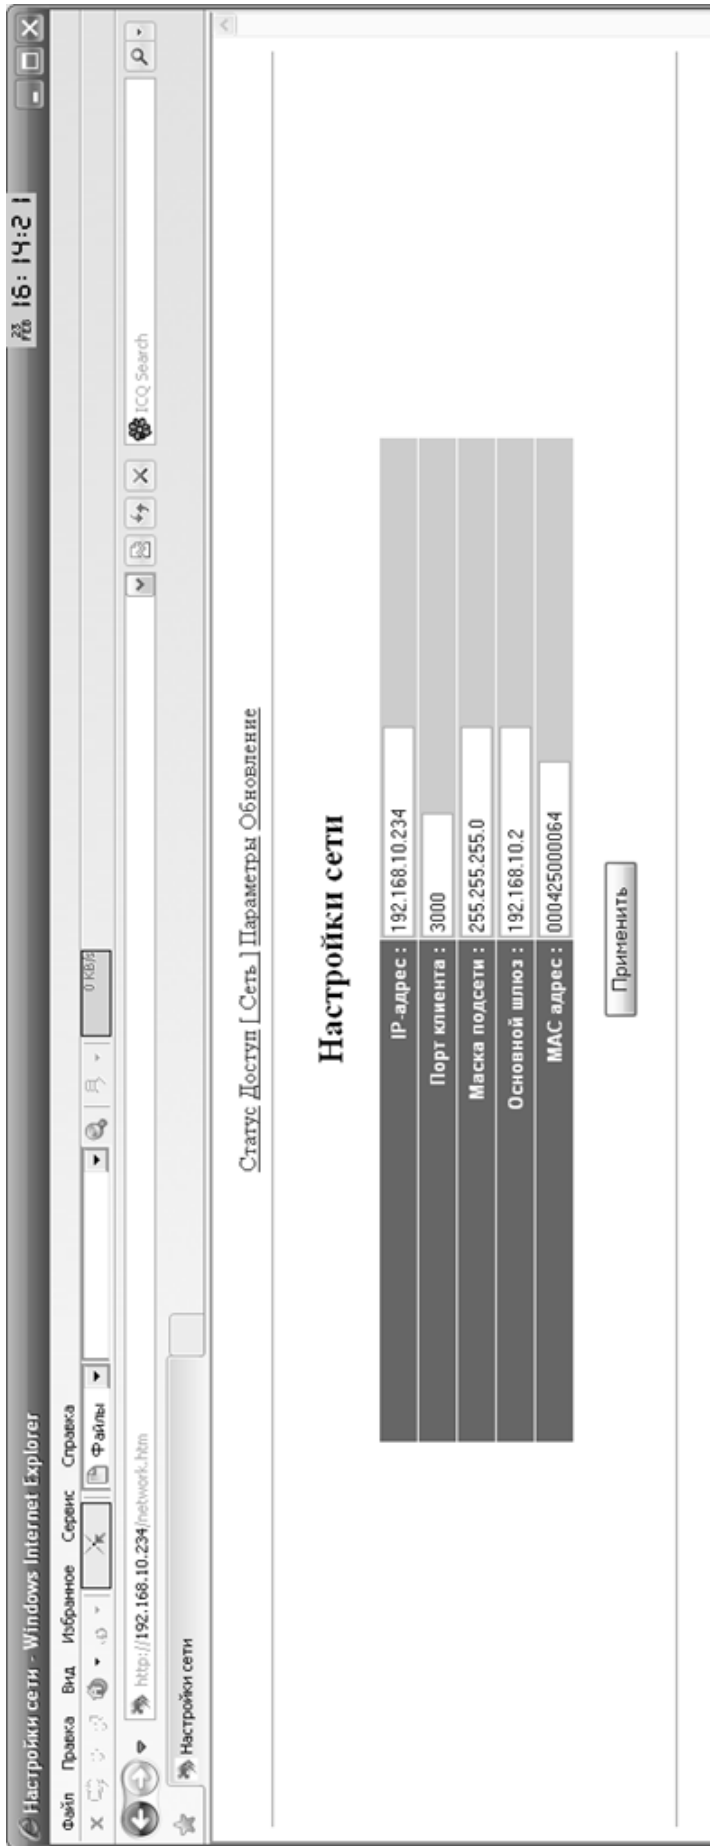 Настройки сети - Windows Internet Explorer
23 FEB 16:14:21
Файл Правка Вид Избранное Сервис Справка
Файлы
0 KB/s
http://192.168.10.234/network.htm
ICQ Search
Настройки сети
Статус Доступ [ Сеть ] Параметры Обновление
Настройки сети
IP-адрес : 192.168.10.234
Порт клиента : 3000
Маска подсети : 255.255.255.0
Основной шлюз : 192.168.10.2
MAC адрес : 000425000064
Применить